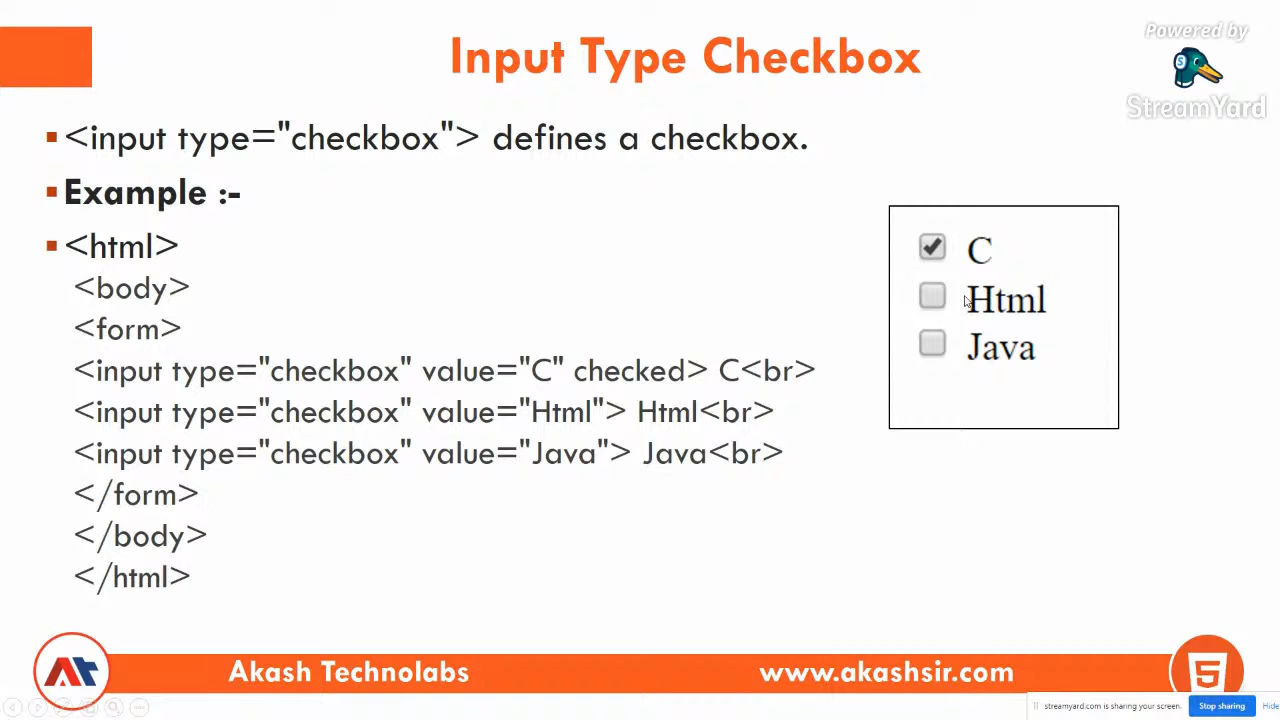 Input Type Checkbox
Powered by
StreamYard
<input type="checkbox"> defines a checkbox.
Example :-
<html>
<body>
<form>
<input type="checkbox" value="C" checked> C<br>
<input type="checkbox" value="Html"> Html<br>
<input type="checkbox" value="Java"> Java<br>
</form>
</body>
</html>
C
Html
Java
Akash Technolabs
www.akashsir.com
streamyard.com is sharing your screen.
Stop sharing
Hide